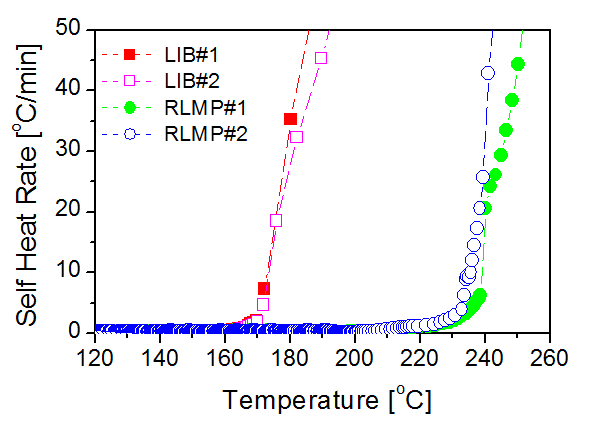 50
40
30
20
10
0
Self Heat Rate [°C/min]
LIB#1
LIB#2
RLMP#1
RLMP#2
120 140 160 180 200 220 240 260
Temperature [°C]